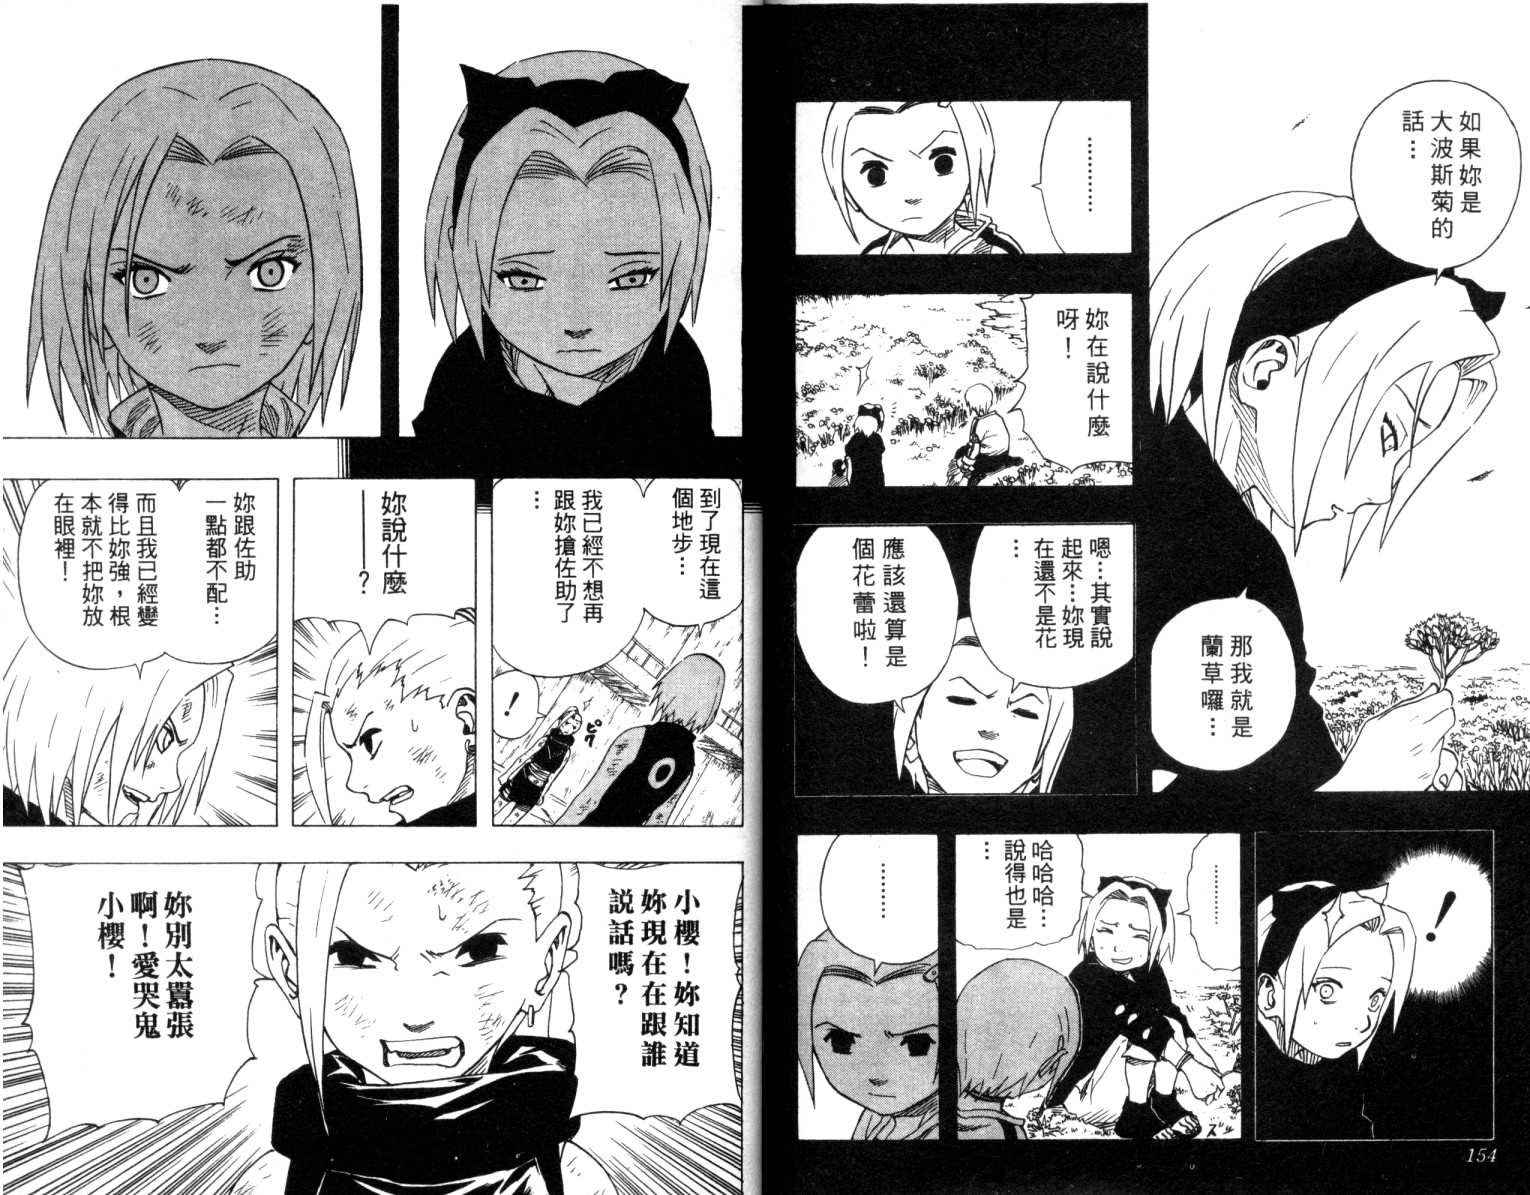 如果妳是
大波斯菊的
話…
那我就是
蘭草囉…
…………
妳在說什麼
呀！
嗯…其實說
起來…妳現
在還不是花
…
應該還算是
個花蕾啦！
！
………
哈哈哈…
說得也是
…
………
154
到了現在這
個地步…
我已經不想再
跟妳搶佐助了
…
！
妳說什麼
──？
妳跟佐助
一點都不配…
而且我已經變
得比妳強，根
本就不把妳放
在眼裡！
小櫻！妳知道
妳現在在跟誰
說話嗎？
妳別太囂張
啊！愛哭鬼
小櫻！